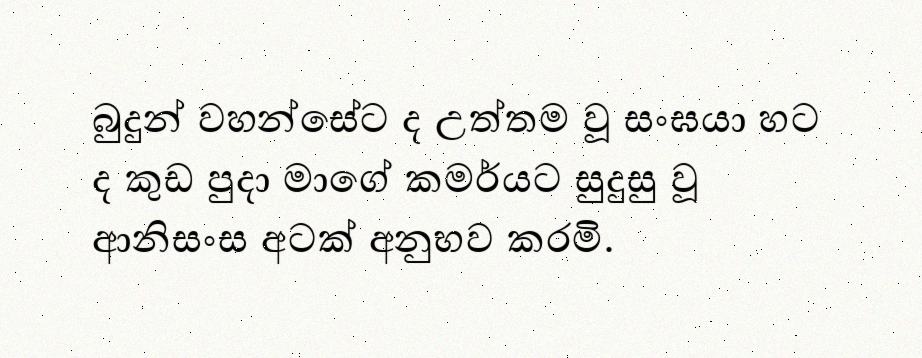 බුදුන් වහන්සේට ද උත්තම වූ සංඝයා හට
ද කුඩ පුදා මාගේ කමර්යට සුදුසු වූ
ආනිසංස අටක් අනුභව කරමි.